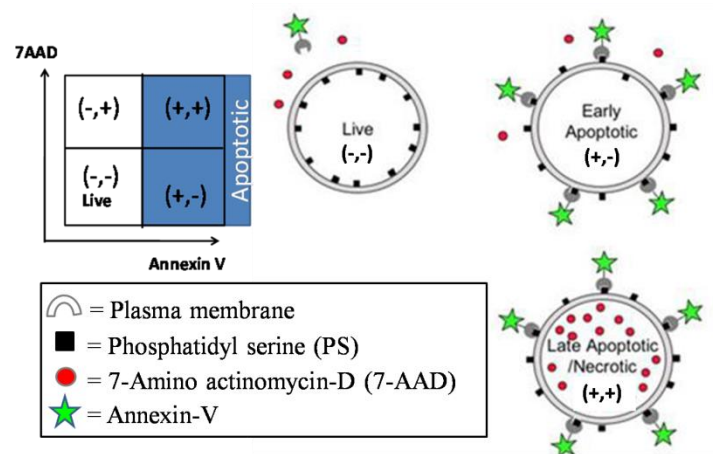 7AAD
(-,+)
(+,+)
(-,-)
Live
(+,-)
Apoptotic
Annexin V
Live
(-,-)
Early
Apoptotic
(+,-)
Late Apoptotic
/Necrotic
(+,+)
= Plasma membrane
= Phosphatidyl serine (PS)
= 7-Amino actinomycin-D (7-AAD)
= Annexin-V